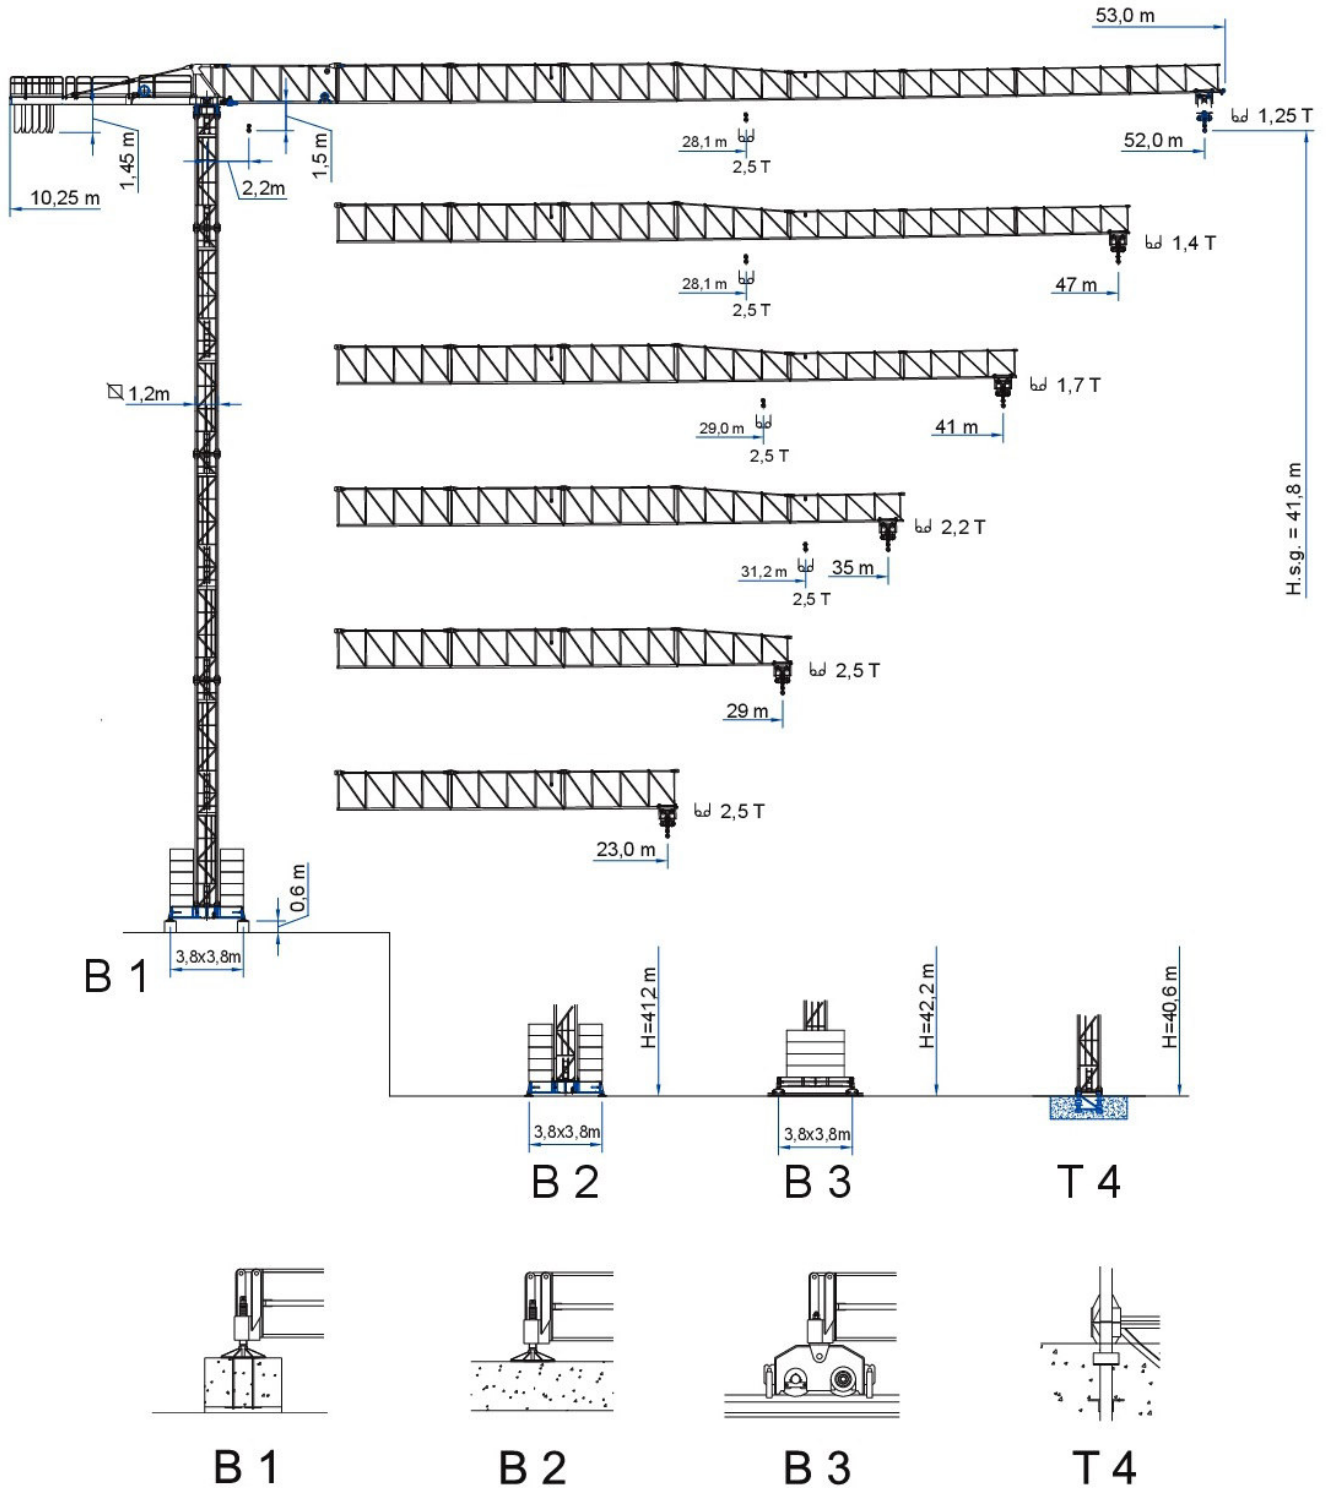 53,0 m
1,25 T
28,1 m
52,0 m
2,5 T
1,45 m
1,5 m
2,2m
10,25 m
1,4 T
28,1 m
47 m
2,5 T
1,2m
1,7 T
29,0 m
41 m
2,5 T
H.s.g. = 41,8 m
2,2 T
31,2 m
35 m
2,5 T
2,5 T
29 m
2,5 T
23,0 m
0,6 m
3,8x3,8m
B 1
H=412 m
H=42,2 m
H=40,6 m
3,8x3,8m
3,8x3,8m
B 2
B 3
T 4
B 1
B 2
B 3
T 4